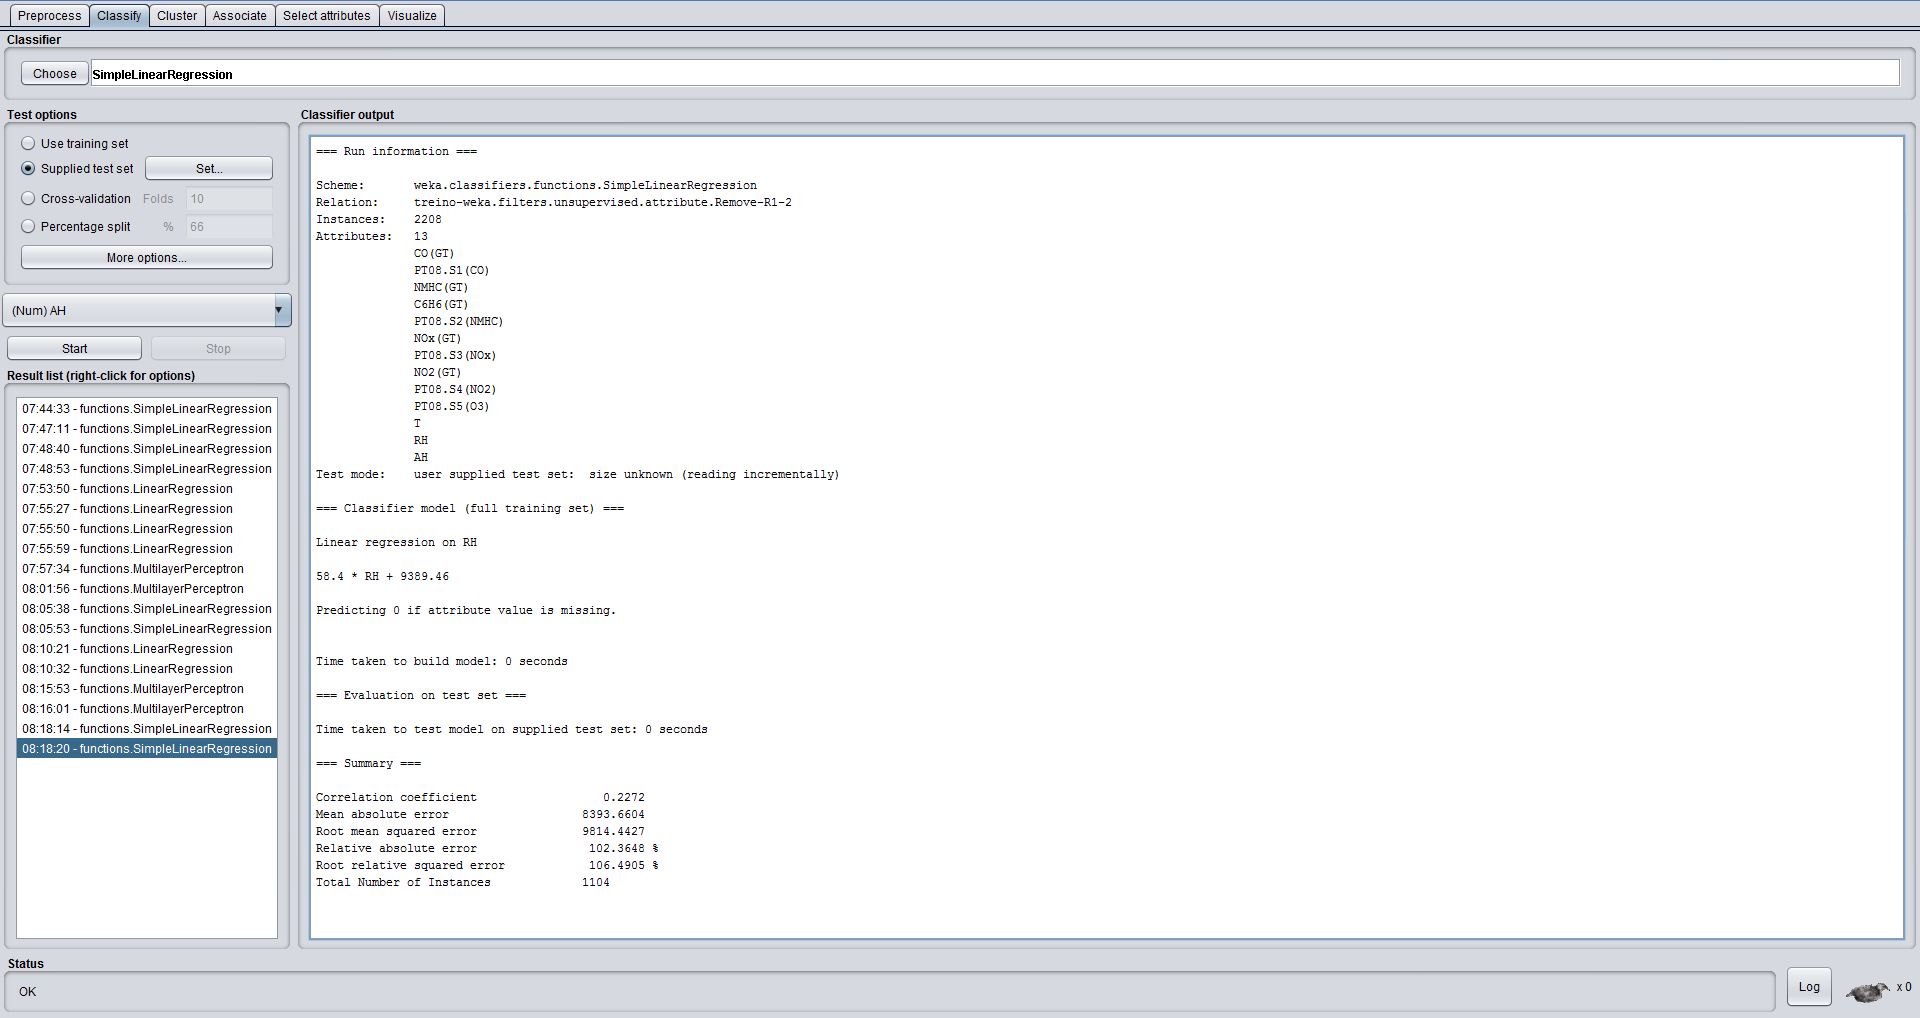 Preprocess Classify Cluster Associate Select attributes Visualize
Classifier
Choose SimpleLinearRegression
Test options
Use training set
Supplied test set Set...
Cross-validation Folds 10
Percentage split % 66
More options...
(Num) AH
Start Stop
Result list (right-click for options)
07:44:33 - functions.SimpleLinearRegression
07:47:11 - functions.SimpleLinearRegression
07:48:40 - functions.SimpleLinearRegression
07:48:53 - functions.SimpleLinearRegression
07:53:50 - functions.LinearRegression
07:55:27 - functions.LinearRegression
07:55:50 - functions.LinearRegression
07:55:59 - functions.LinearRegression
07:57:34 - functions.MultilayerPerceptron
08:01:56 - functions.MultilayerPerceptron
08:05:38 - functions.SimpleLinearRegression
08:05:53 - functions.SimpleLinearRegression
08:10:21 - functions.LinearRegression
08:10:32 - functions.LinearRegression
08:15:53 - functions.MultilayerPerceptron
08:16:01 - functions.MultilayerPerceptron
08:18:14 - functions.SimpleLinearRegression
08:18:20 - functions.SimpleLinearRegression
Classifier output
=== Run information ===
Scheme: weka.classifiers.functions.SimpleLinearRegression
Relation: treino-weka.filters.unsupervised.attribute.Remove-R1-2
Instances: 2208
Attributes: 13
CO(GT)
PT08.S1(CO)
NMHC(GT)
C6H6(GT)
PT08.S2(NMHC)
NOx(GT)
PT08.S3(NOx)
NO2(GT)
PT08.S4(NO2)
PT08.S5(O3)
T
RH
AH
Test mode: user supplied test set: size unknown (reading incrementally)
=== Classifier model (full training set) ===
Linear regression on RH
58.4 * RH + 9389.46
Predicting 0 if attribute value is missing.
Time taken to build model: 0 seconds
=== Evaluation on test set ===
Time taken to test model on supplied test set: 0 seconds
=== Summary ===
Correlation coefficient 0.2272
Mean absolute error 8393.6604
Root mean squared error 9814.4427
Relative absolute error 102.3648 %
Root relative squared error 106.4905 %
Total Number of Instances 1104
Status
OK
Log x 0